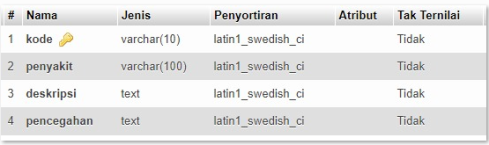 # Nama Jenis Penyortiran Atribut Tak Ternilai
1 kode varchar(10) latin1_swedish_ci Tidak
2 penyakit varchar(100) latin1_swedish_ci Tidak
3 deskripsi text latin1_swedish_ci Tidak
4 pencegahan text latin1_swedish_ci Tidak